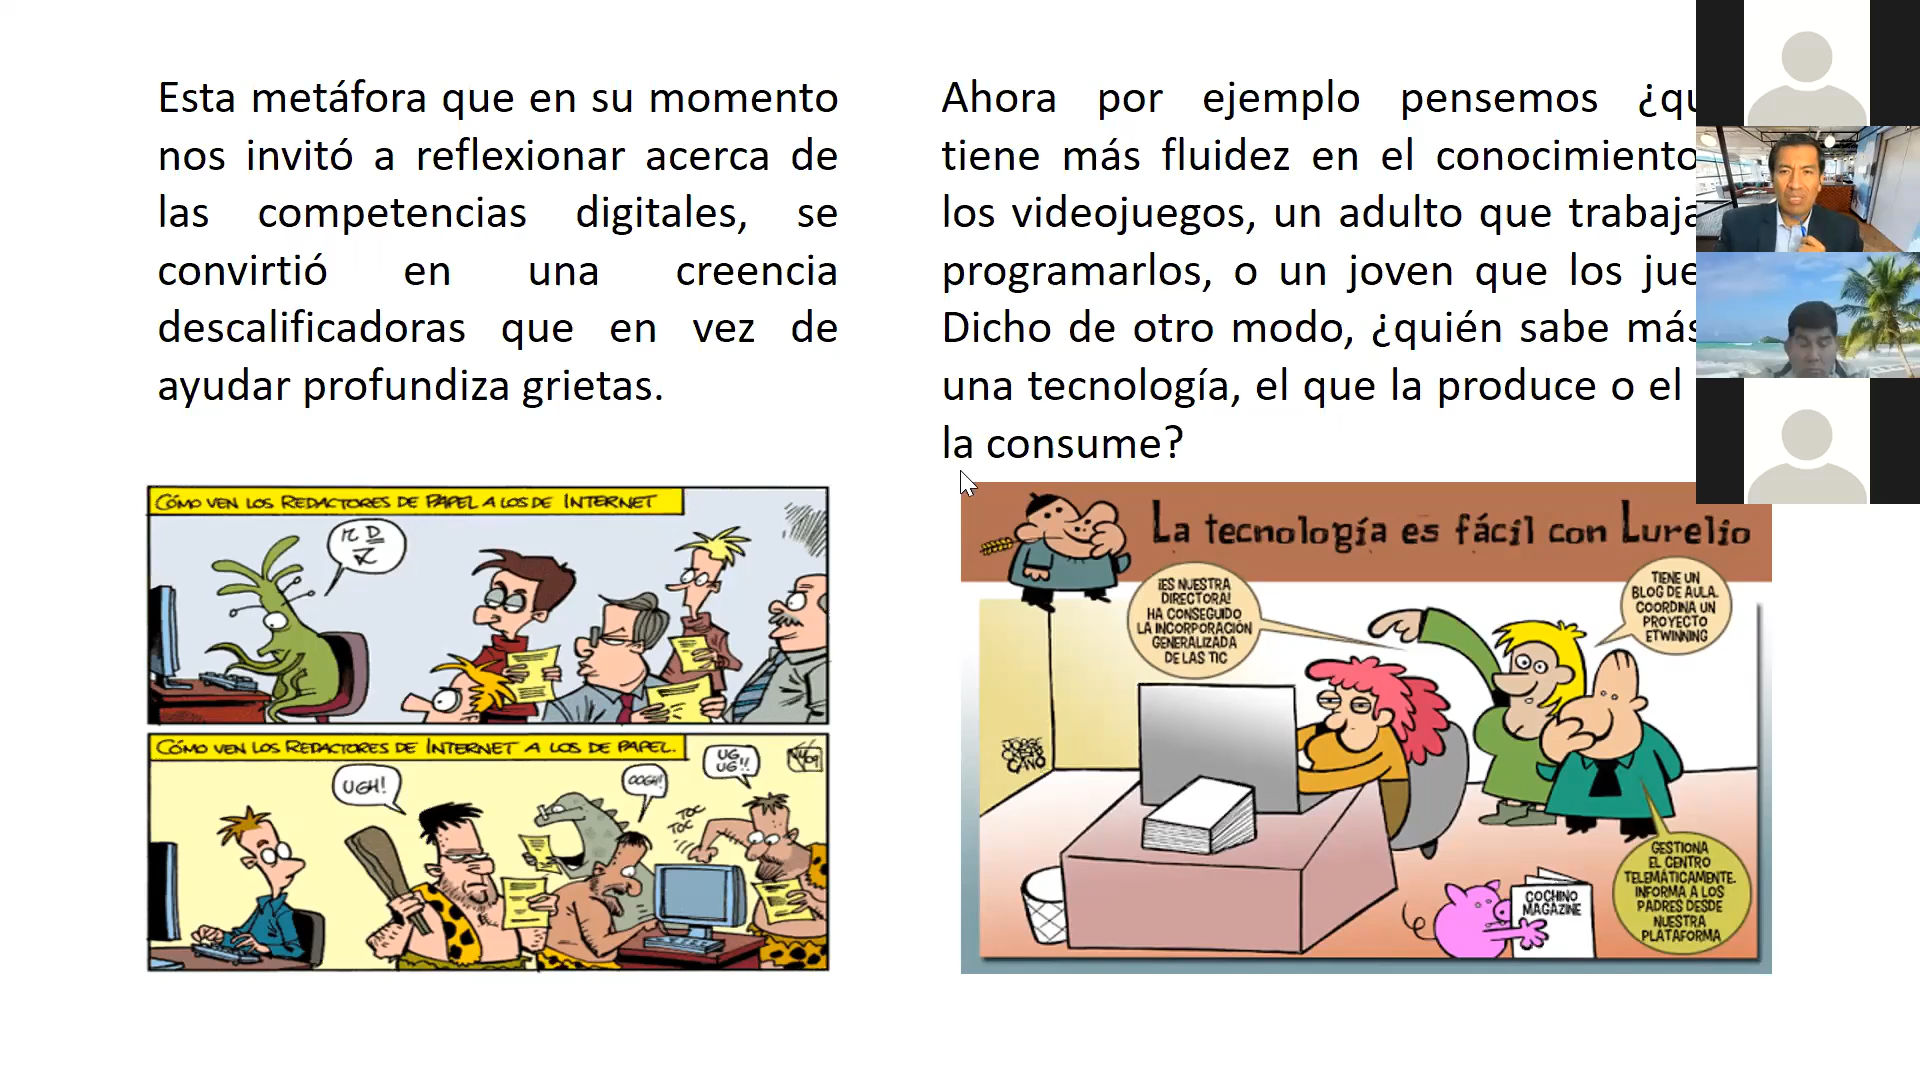 Esta metáfora que en su momento
nos invitó a reflexionar acerca de
las competencias digitales, se
convirtió en una creencia
descalificadoras que en vez de
ayudar profundiza grietas.
Ahora por ejemplo pensemos
tiene más fluidez en el conocimiento
los videojuegos, un adulto que trabaja
programarlos, o un joven que los
Dicho de otro modo, ¿quién sabe más
una tecnología, el que la produce o el
la consume?
CÓMO VEN LOS REDACTORES DE PAPEL A LOS DE INTERNET
CÓMO VEN LOS REDACTORES DE INTERNET A LOS DE PAPEL.
UGH!
OOGH!
UG
UG!!
TOC
TOC
La tecnología es fácil con Lurelio
¡ES NUESTRA
DIRECTORA!
HA CONSEGUIDO
LA INCORPORACIÓN
GENERALIZADA
DE LAS TIC
TIENE UN
BLOG DE AULA.
COORDINA UN
PROYECTO
ETWINNING
JORGE
CRESPO
CANO
GESTIONA
EL CENTRO
TELEMÁTICAMENTE.
INFORMA A LOS
PADRES DESDE
NUESTRA
PLATAFORMA
COCHINO
MAGAZINE